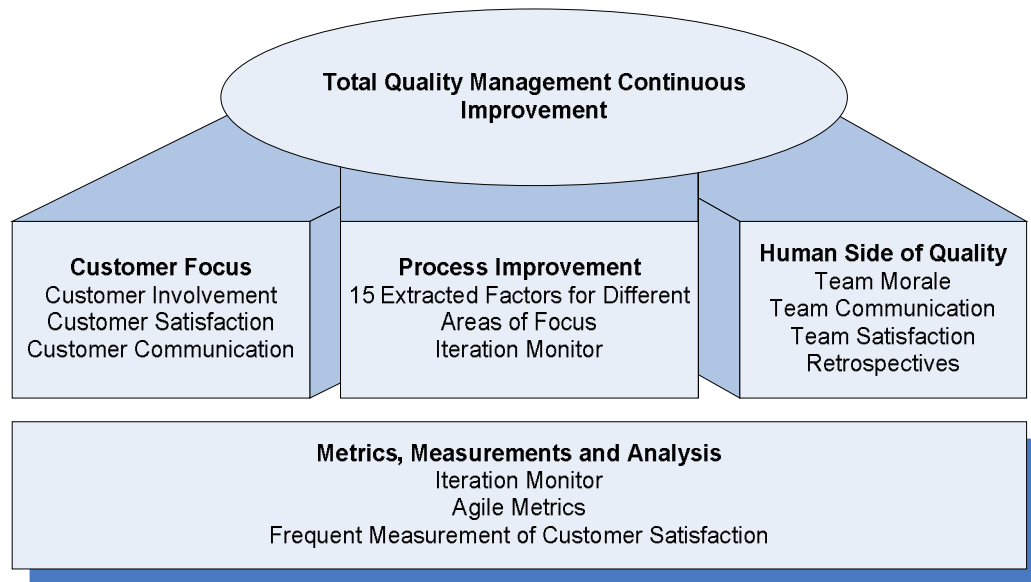 Total Quality Management Continuous
Improvement
Customer Focus
Customer Involvement
Customer Satisfaction
Customer Communication
Process Improvement
15 Extracted Factors for Different
Areas of Focus
Iteration Monitor
Human Side of Quality
Team Morale
Team Communication
Team Satisfaction
Retrospectives
Metrics, Measurements and Analysis
Iteration Monitor
Agile Metrics
Frequent Measurement of Customer Satisfaction